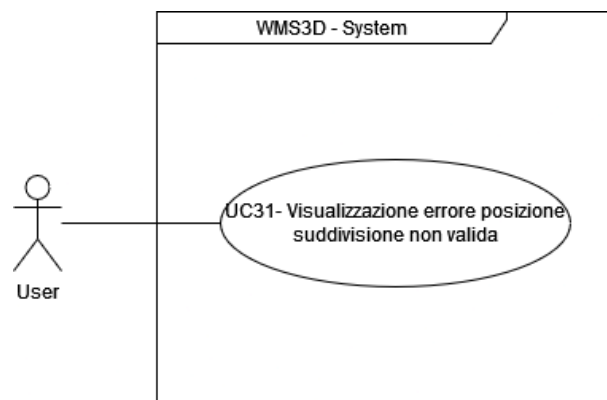 WMS3D - System
UC31- Visualizzazione errore posizione
suddivisione non valida
User